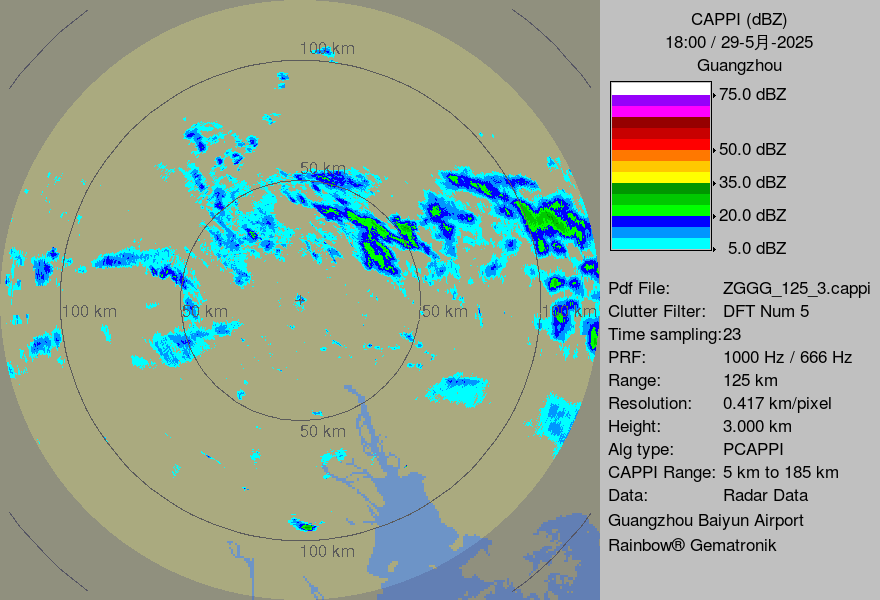 100 km
50 km
100 km
50 km
50 km
100 km
50 km
100 km
CAPPI (dBZ)
18:00 / 29-5月-2025
Guangzhou
75.0 dBZ
50.0 dBZ
35.0 dBZ
20.0 dBZ
5.0 dBZ
Pdf File: ZGGG_125_3.cappi
Clutter Filter: DFT Num 5
Time sampling:23
PRF: 1000 Hz / 666 Hz
Range: 125 km
Resolution: 0.417 km/pixel
Height: 3.000 km
Alg type: PCAPPI
CAPPI Range: 5 km to 185 km
Data: Radar Data
Guangzhou Baiyun Airport
Rainbow® Gematronik